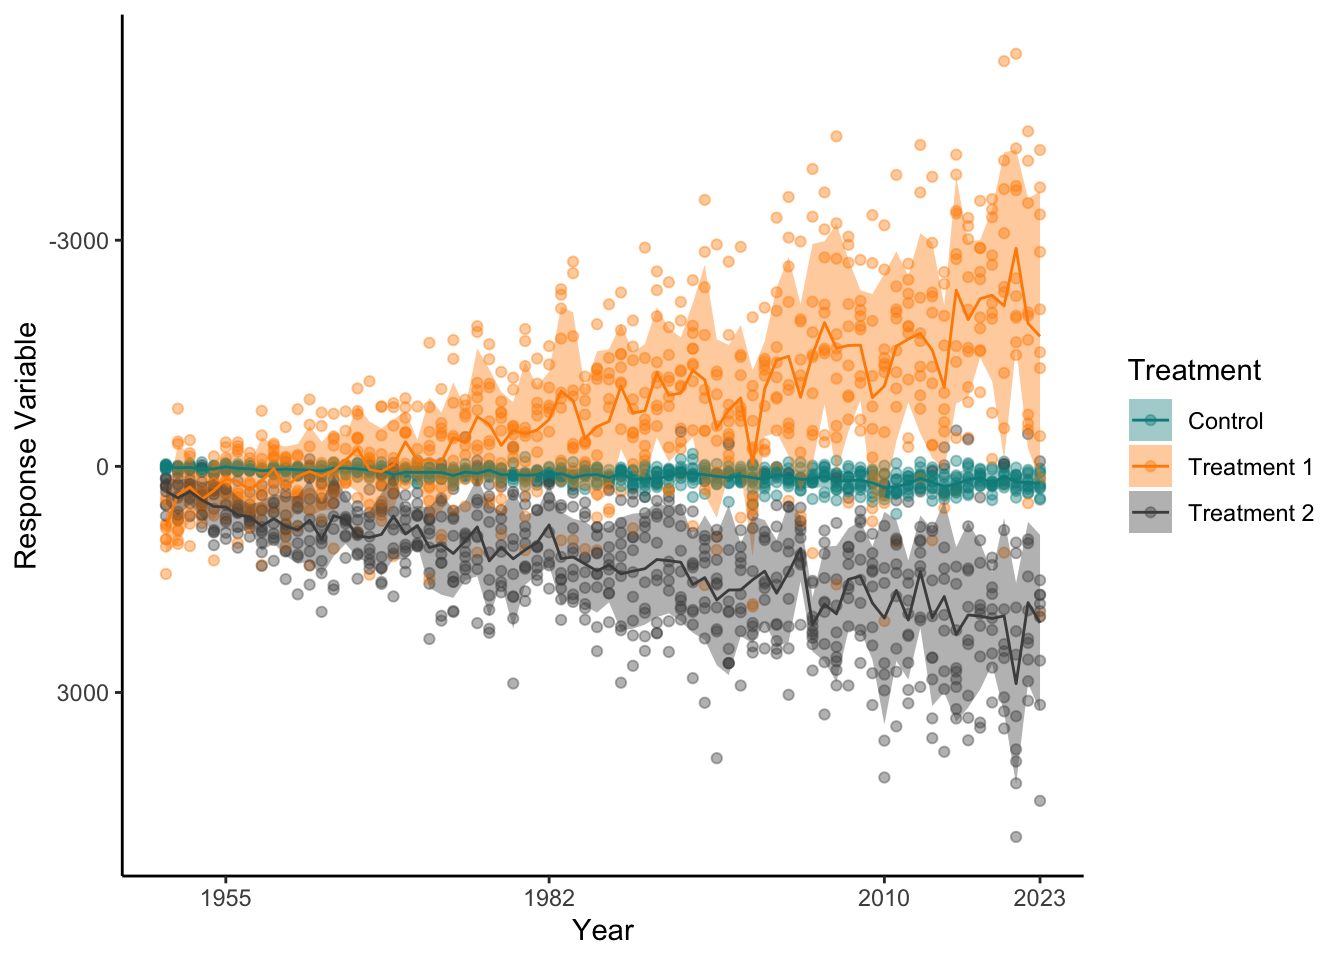 Response Variable
-3000
0
3000
1955
1982
2010
2023
Year
Treatment
Control
Treatment 1
Treatment 2